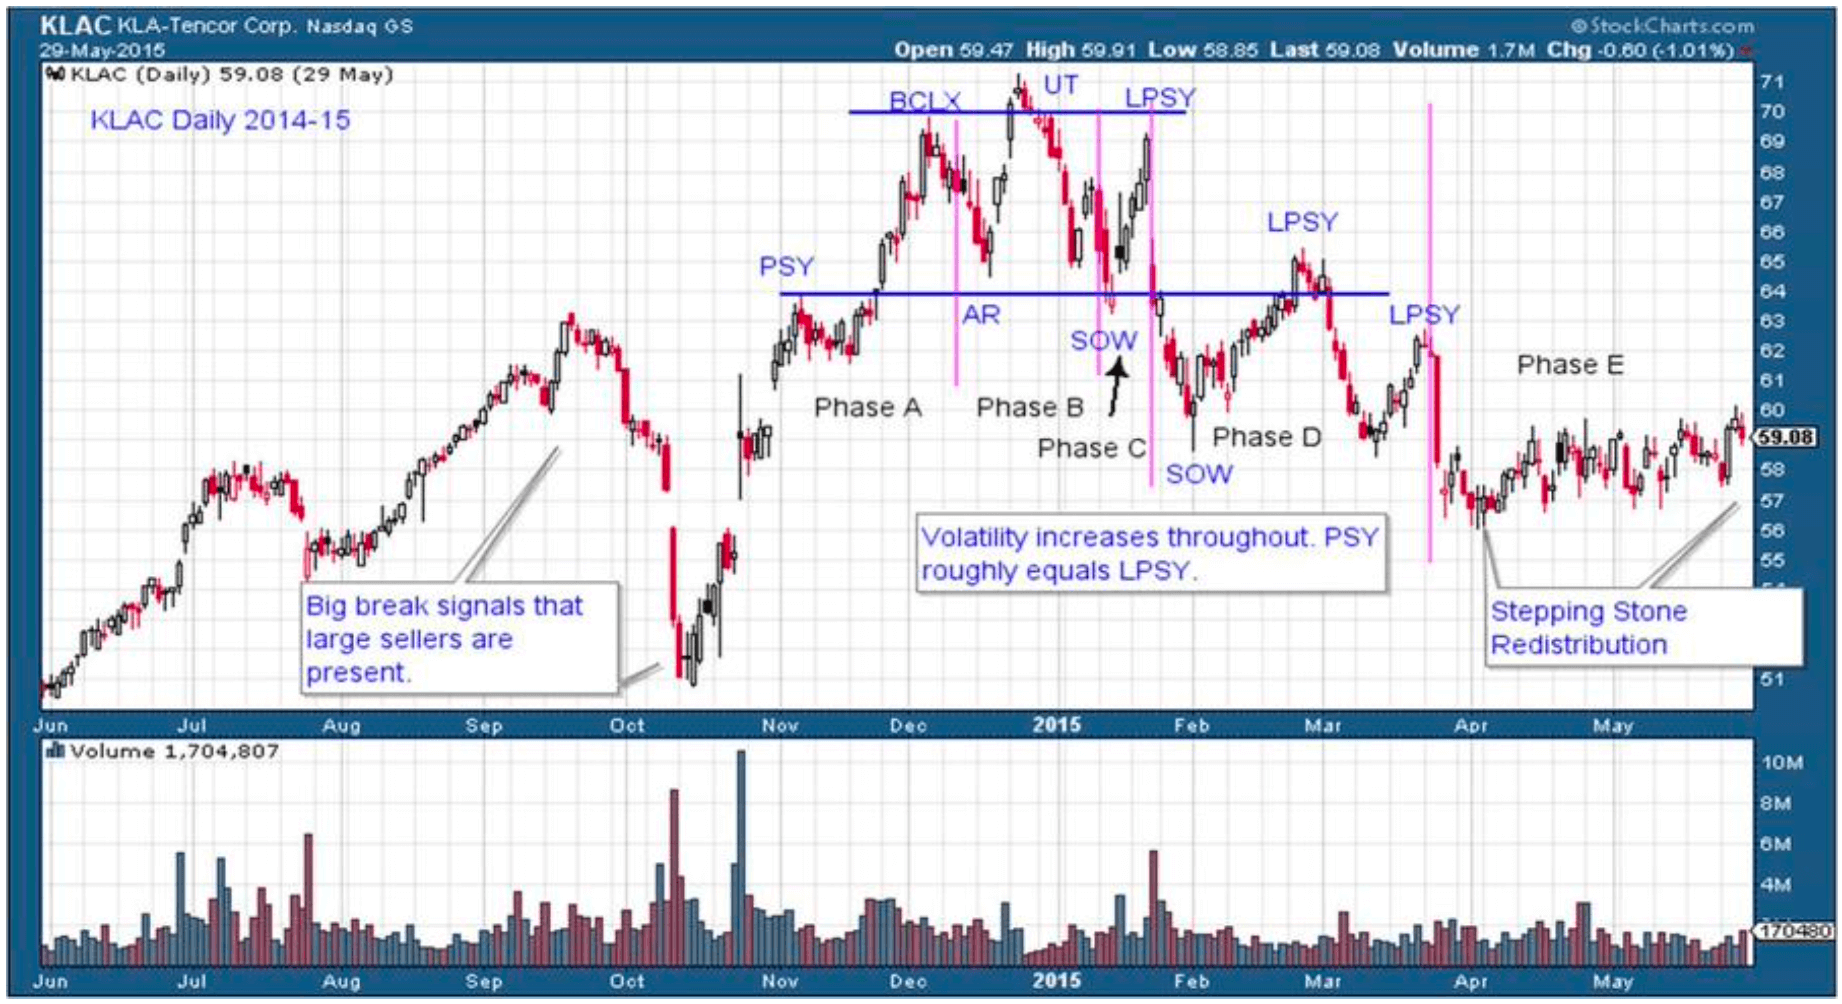 KLAC KLA-Tencor Corp. Nasdaq GS
©StockCharts.com
29-May-2015
Open 59.47 High 59.91 Low 58.85 Last 59.08 Volume 1.7M Chg -0.60 (-1.01%)
KLAC (Daily) 59.08 (29 May)
KLAC Daily 2014-15
BCLX
UT
LPSY
PSY
AR
SOW
LPSY
LPSY
Phase A
Phase B
Phase C
Phase D
SOW
Phase E
Volatility increases throughout. PSY
roughly equals LPSY.
Big break signals that
large sellers are
present.
Stepping Stone
Redistribution
71
70
69
68
67
66
65
64
63
62
61
60
59.08
58
57
56
55
51
Jun Jul Aug Sep Oct Nov Dec 2015 Feb Mar Apr May
Volume 1,704,807
10M
8M
6M
4M
170480
Jun Jul Aug Sep Oct Nov Dec 2015 Feb Mar Apr May